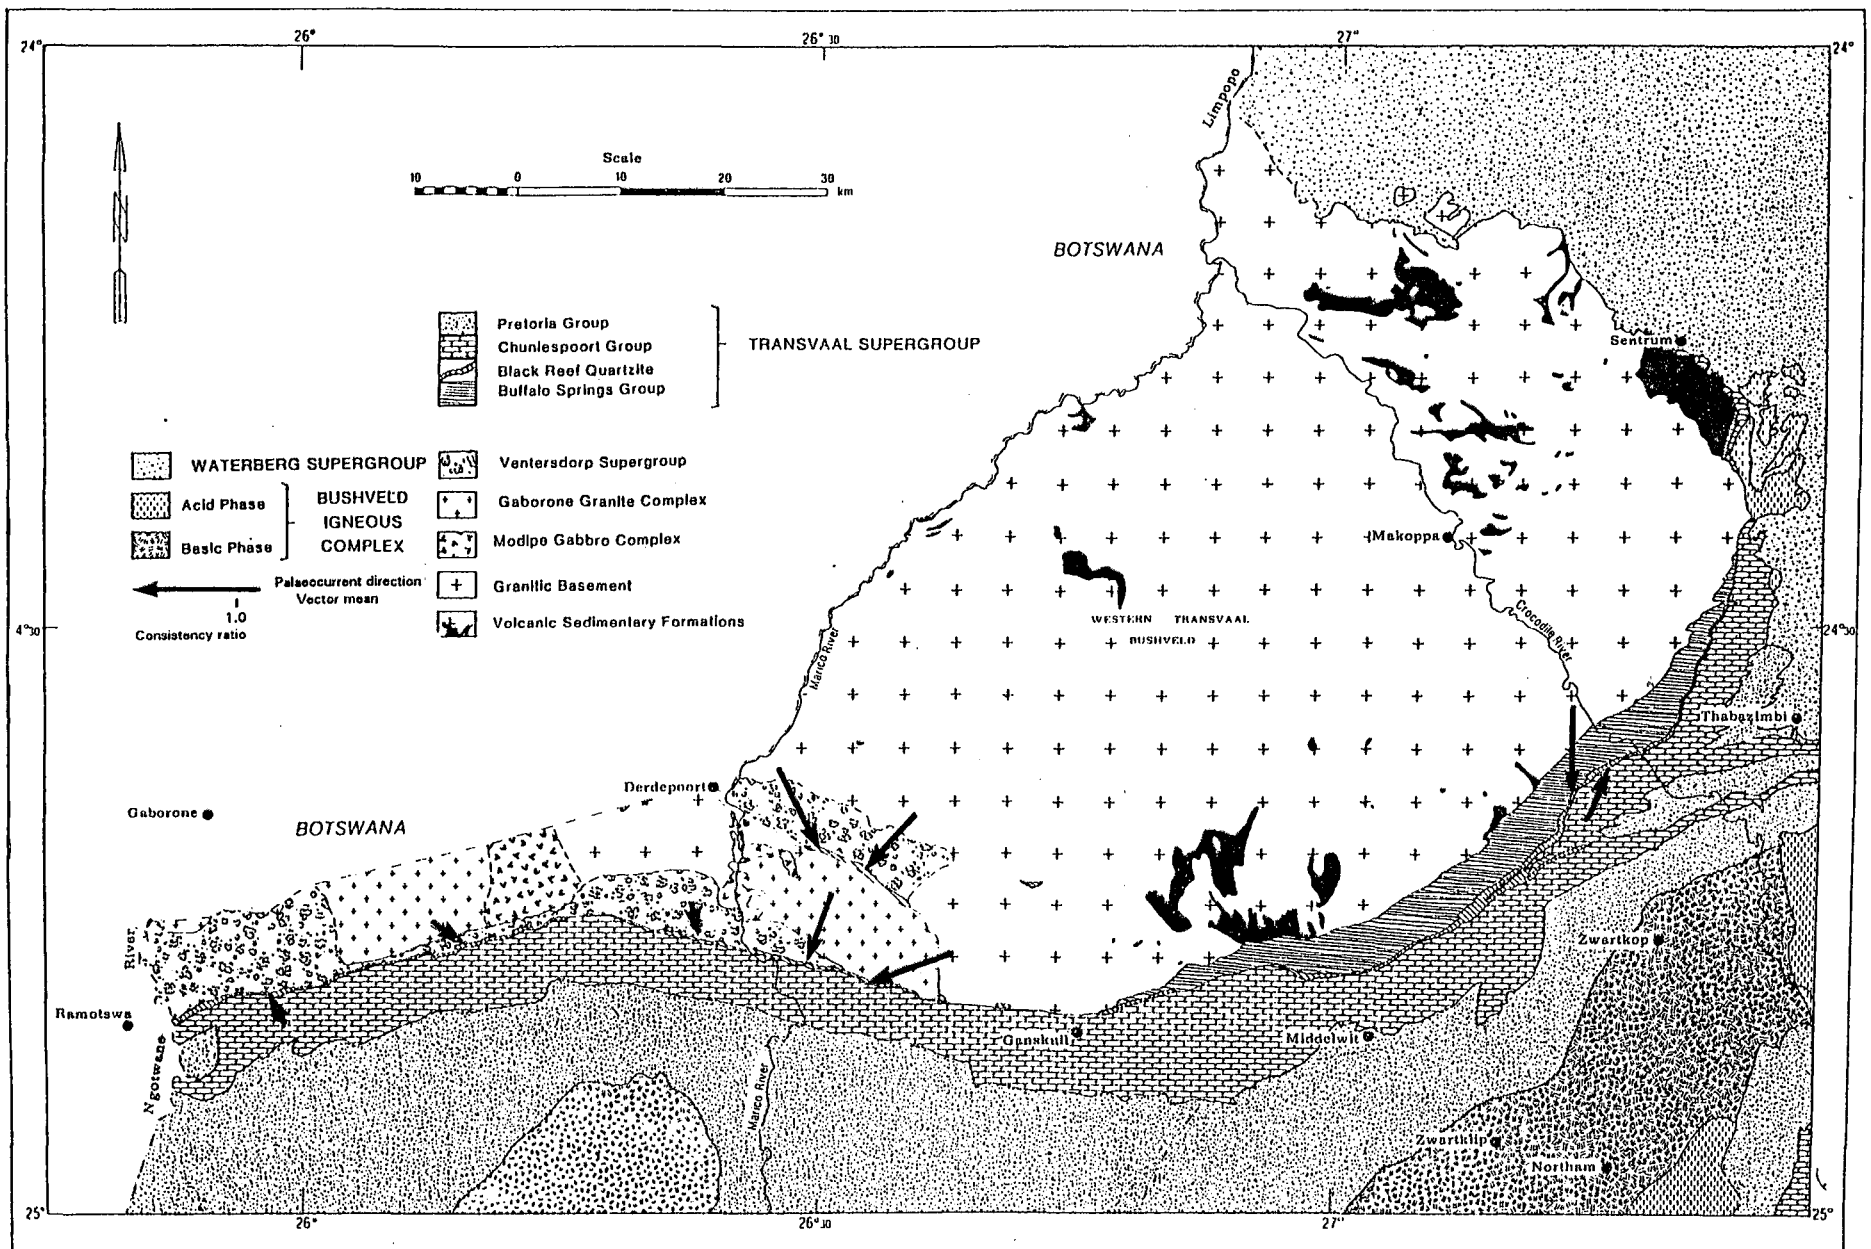 24°
26°
26° 30
27°
24°
Limpopo
Scale
10 0 10 20 30 km
BOTSWANA
Pretoria Group
Chuniespoort Group
Black Reef Quartzite
Buffalo Springs Group
TRANSVAAL SUPERGROUP
Sentrum
WATERBERG SUPERGROUP
Acid Phase
Basic Phase
BUSHVELD
IGNEOUS
COMPLEX
Ventersdorp Supergroup
Gaborone Granite Complex
Modipe Gabbro Complex
Granitic Basement
Volcanic Sedimentary Formations
Palaeocurrent direction
Vector mean
1.0
Consistency ratio
Makoppa
4° 30
24° 30
WESTERN TRANSVAAL
BUSHVELD
Crocodile River
Marico River
Thabazimbi
Derdepoort
Gaborone
BOTSWANA
Zwartkop
River
Ramotswa
Ngotwane
Ganskuil
Middelwit
Marico River
Zwartklip
Northam
25°
26°
26° 30
27°
25°